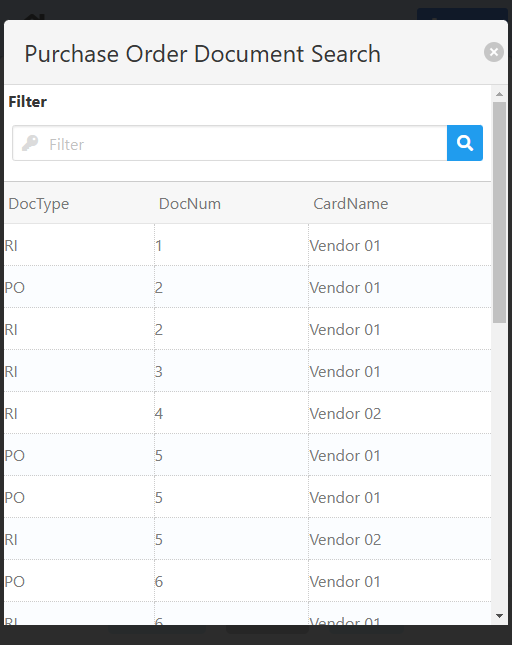 Purchase Order Document Search
Filter
Filter
DocType DocNum CardName
RI 1 Vendor 01
PO 2 Vendor 01
RI 2 Vendor 01
RI 3 Vendor 01
RI 4 Vendor 02
PO 5 Vendor 01
PO 5 Vendor 01
RI 5 Vendor 02
PO 6 Vendor 01
RI 6 Vendor 01